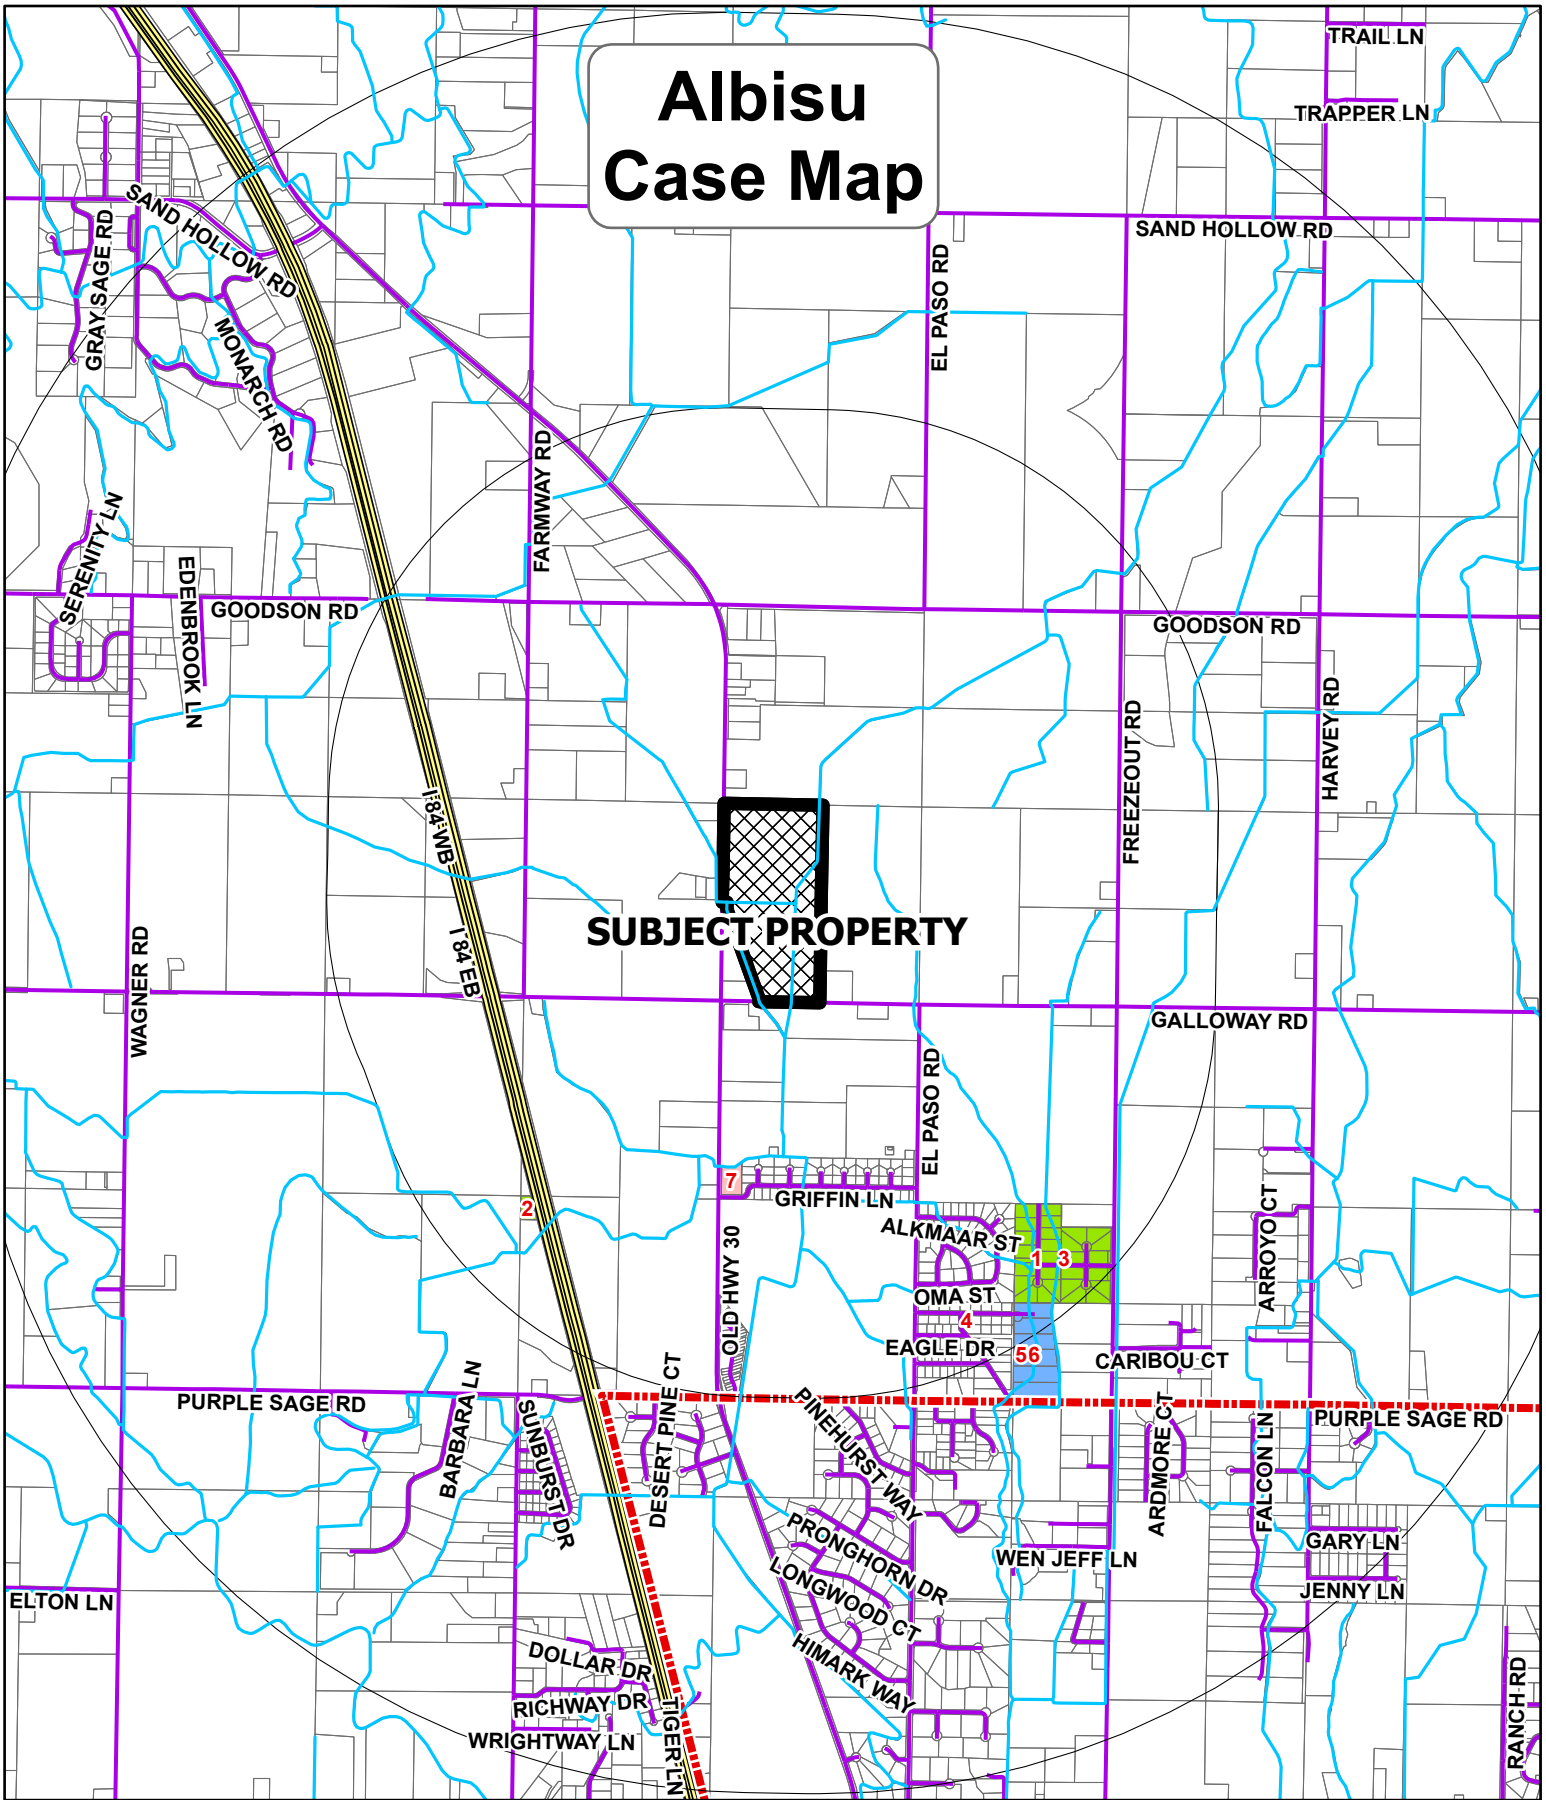 Albisu
Case Map
TRAIL LN
TRAPPER LN
SAND HOLLOW RD
SAND HOLLOW RD
GRAY SAGE RD
MONARCH RD
EL PASO RD
FARMWAY RD
SERENITY LN
EDENBROOK LN
GOODSON RD
GOODSON RD
FREEZEOUT RD
HARVEY RD
I 84 WB
I 84 EB
SUBJECT PROPERTY
WAGNER RD
GALLOWAY RD
EL PASO RD
7
GRIFFIN LN
2
ALKMAAR ST
1
3
ARROYO CT
OLD HWY 30
OMA ST
4
EAGLE DR
56
CARIBOU CT
PURPLE SAGE RD
BARBARA LN
SUNBURST DR
DESERT PINE CT
PINEHURST WAY
ARDMORE CT
FALCON LN
PURPLE SAGE RD
PRONGHORN DR
WEN JEFF LN
GARY LN
LONGWOOD CT
JENNY LN
ELTON LN
HIMARK WAY
DOLLAR DR
RICHWAY DR
WRIGHTWAY LN
TIGER LN
RANCH RD